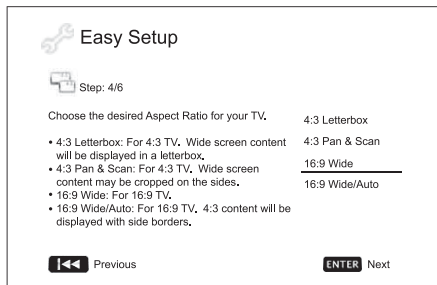 Easy Setup
Step: 4/6
Choose the desired Aspect Ratio for your TV.
• 4:3 Letterbox: For 4:3 TV. Wide screen content
will be displayed in a letterbox.
• 4:3 Pan & Scan: For 4:3 TV. Wide screen
content may be cropped on the sides.
• 16:9 Wide: For 16:9 TV.
• 16:9 Wide/Auto: For 16:9 TV. 4:3 content will be
displayed with side borders.
4:3 Letterbox
4:3 Pan & Scan
16:9 Wide
16:9 Wide/Auto
Previous
ENTER Next